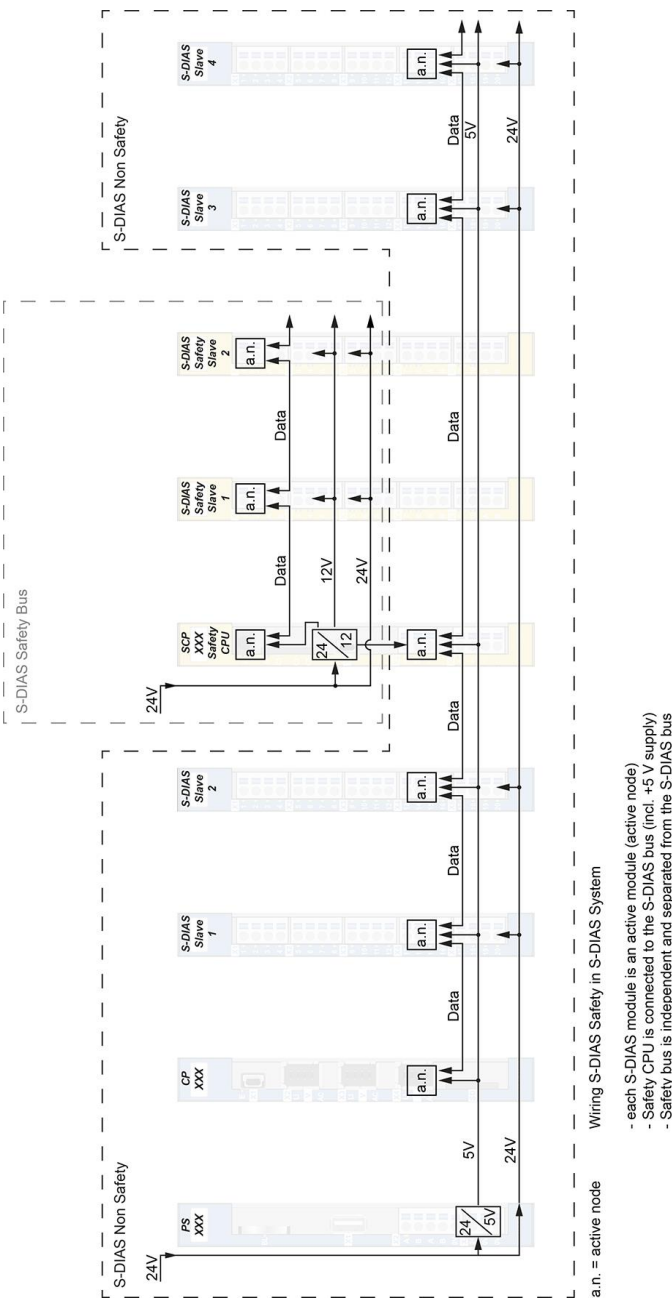 S-DIAS Safety Bus
S-DIAS Non Safety
S-DIAS Non Safety
24V
24V
PS
XXX
CP
XXX
S-DIAS
Slave
1
S-DIAS
Slave
2
SCP
XXX
Safety
CPU
S-DIAS
Safety
Slave
1
S-DIAS
Safety
Slave
2
S-DIAS
Slave
3
S-DIAS
Slave
4
a.n.
a.n.
a.n.
Data
Data
24
12
12V
24V
a.n.
a.n.
a.n.
a.n.
a.n.
a.n.
Data
Data
Data
Data
Data
24
5V
5V
5V
24V
24V
a.n.
a.n. = active node
Wiring S-DIAS Safety in S-DIAS System
- each S-DIAS module is an active module (active node)
- Safety CPU is connected to the S-DIAS bus (incl. +5 V supply)
- Safety bus is independent and separated from the S-DIAS bus